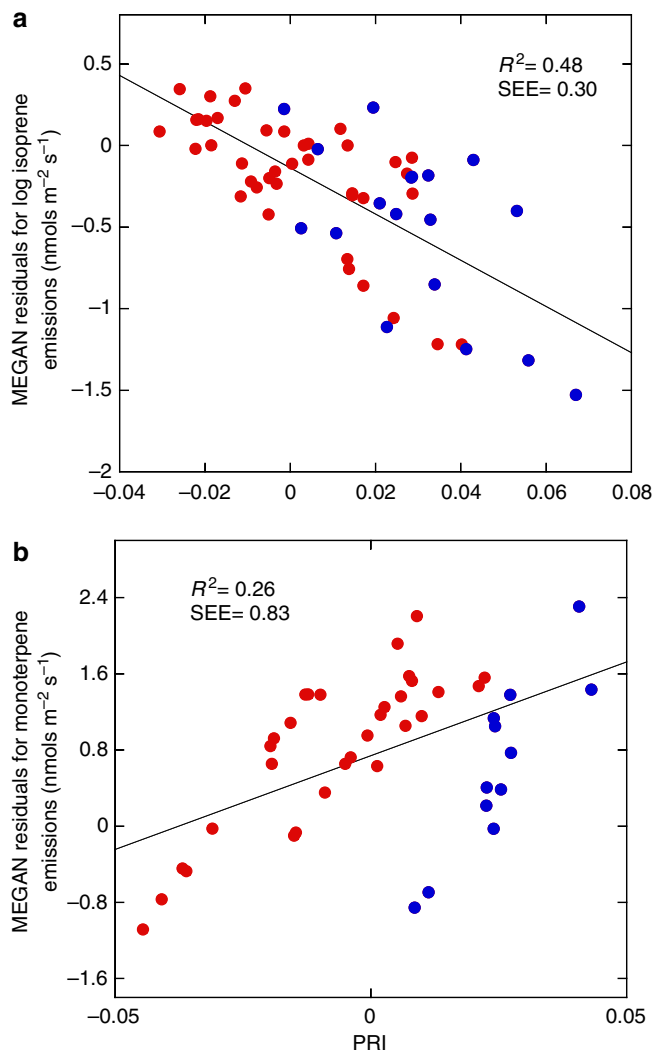 a
R² = 0.48
SEE= 0.30
MEGAN residuals for log isoprene
emissions (nmols m⁻² s⁻¹)
0.5
0
−0.5
−1
−1.5
−2
−0.04 −0.02 0 0.02 0.04 0.06 0.08
b
R² = 0.26
SEE= 0.83
MEGAN residuals for monoterpene
emissions (nmols m⁻² s⁻¹)
2.4
1.6
0.8
0
−0.8
−1.6
−0.05 0 0.05
PRI